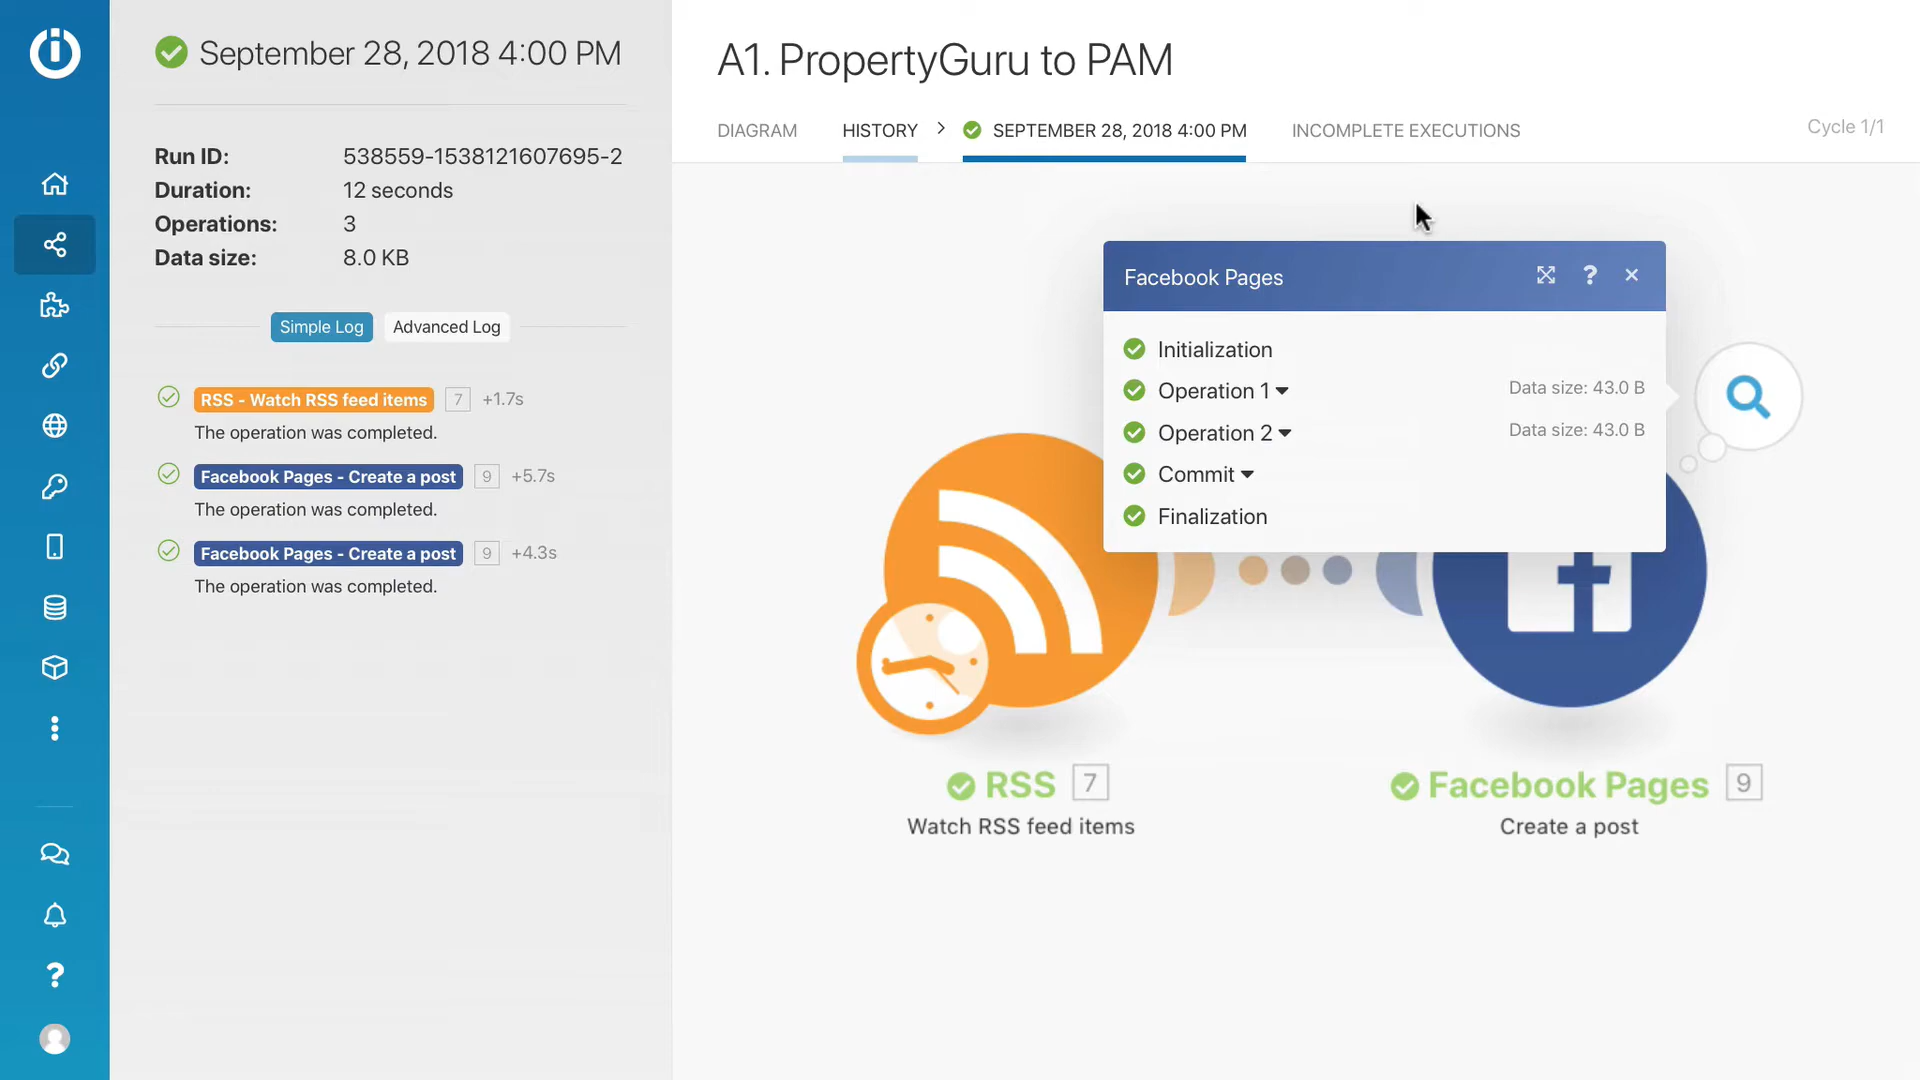 September 28, 2018 4:00 PM
Run ID: 538559-1538121607695-2
Duration: 12 seconds
Operations: 3
Data size: 8.0 KB
Simple Log Advanced Log
RSS - Watch RSS feed items 7 +1.7s
The operation was completed.
Facebook Pages - Create a post 9 +5.7s
The operation was completed.
Facebook Pages - Create a post 9 +4.3s
The operation was completed.
A1. PropertyGuru to PAM
DIAGRAM HISTORY SEPTEMBER 28, 2018 4:00 PM INCOMPLETE EXECUTIONS Cycle 1/1
Facebook Pages
Initialization
Operation 1 Data size: 43.0 B
Operation 2 Data size: 43.0 B
Commit
Finalization
RSS 7
Watch RSS feed items
Facebook Pages 9
Create a post